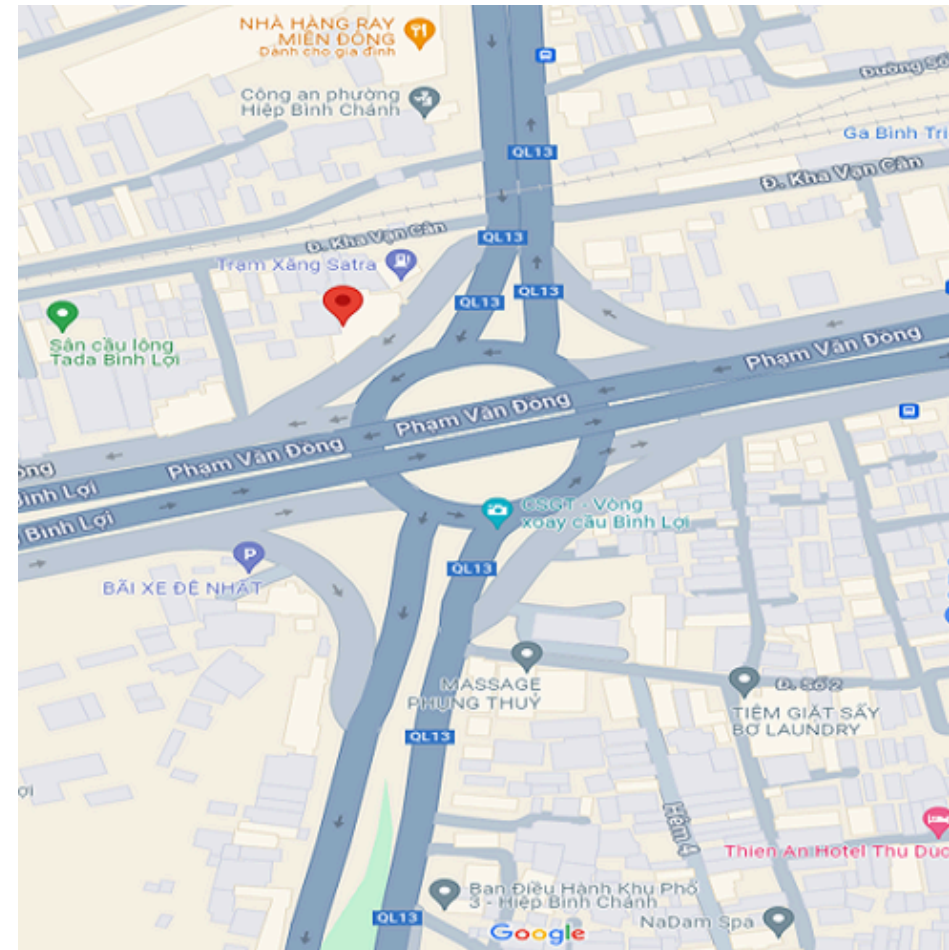 NHÀ HÀNG RAY
MIỀN ĐÔNG
Dành cho gia đình
Công an phường
Hiệp Bình Chánh
Đường Số
Ga Bình Tri
QL13
Đ. Kha Vạn Cân
Đ. Kha Vạn Cân
QL13
Trạm Xăng Satra
QL13
QL13
Sân cầu lông
Tada Bình Lợi
Phạm Văn Đồng
Phạm Văn Đồng
Phạm Văn Đồng
ồng
Bình Lợi
Bình Lợi
CSGT - Vòng
xoay cầu Bình Lợi
P
BÃI XE ĐỆ NHẤT
QL13
MASSAGE
PHỤNG THUỶ
Đ. Số 2
TIỆM GIẶT SẤY
BƠ LAUNDRY
QL13
ợi
Hẻm 4
Thien An Hotel Thu Duc
Ban Điều Hành Khu Phố
3 - Hiệp Bình Chánh
QL13
NaDam Spa
Google